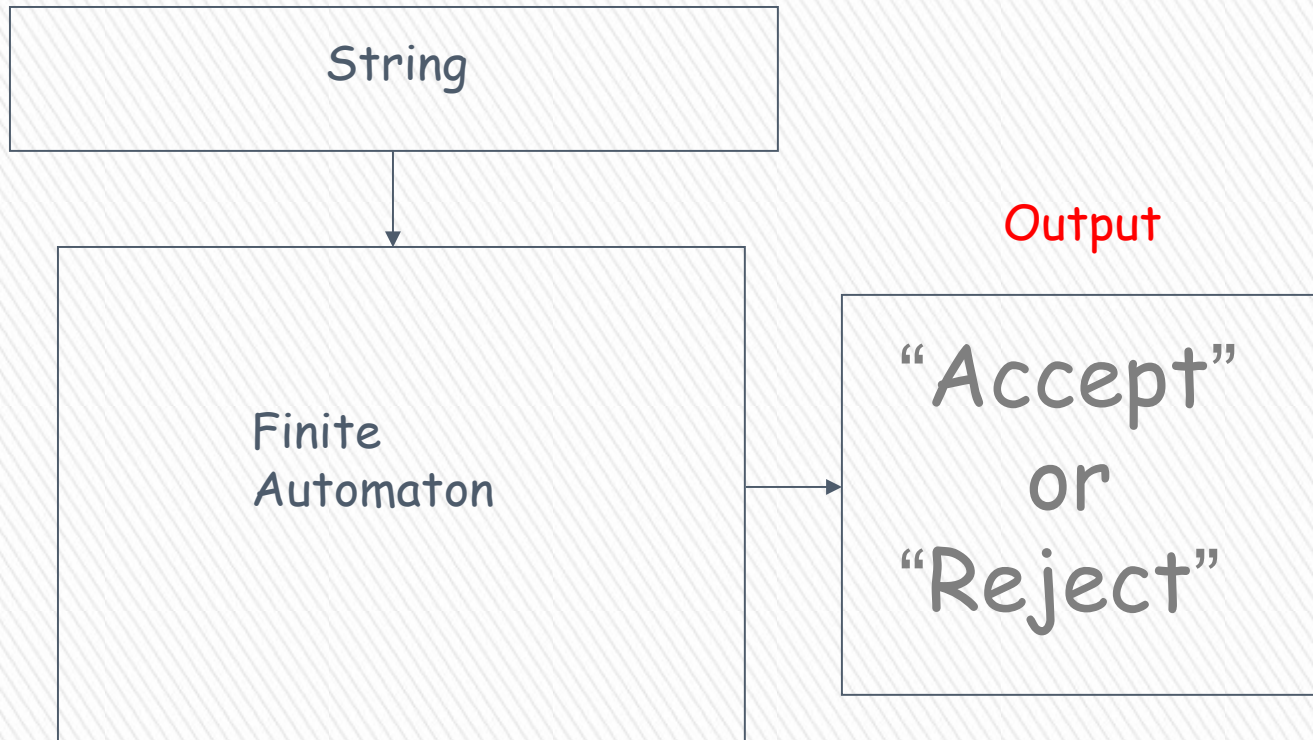 String
Output
Finite
Automaton
“Accept”
or
“Reject”